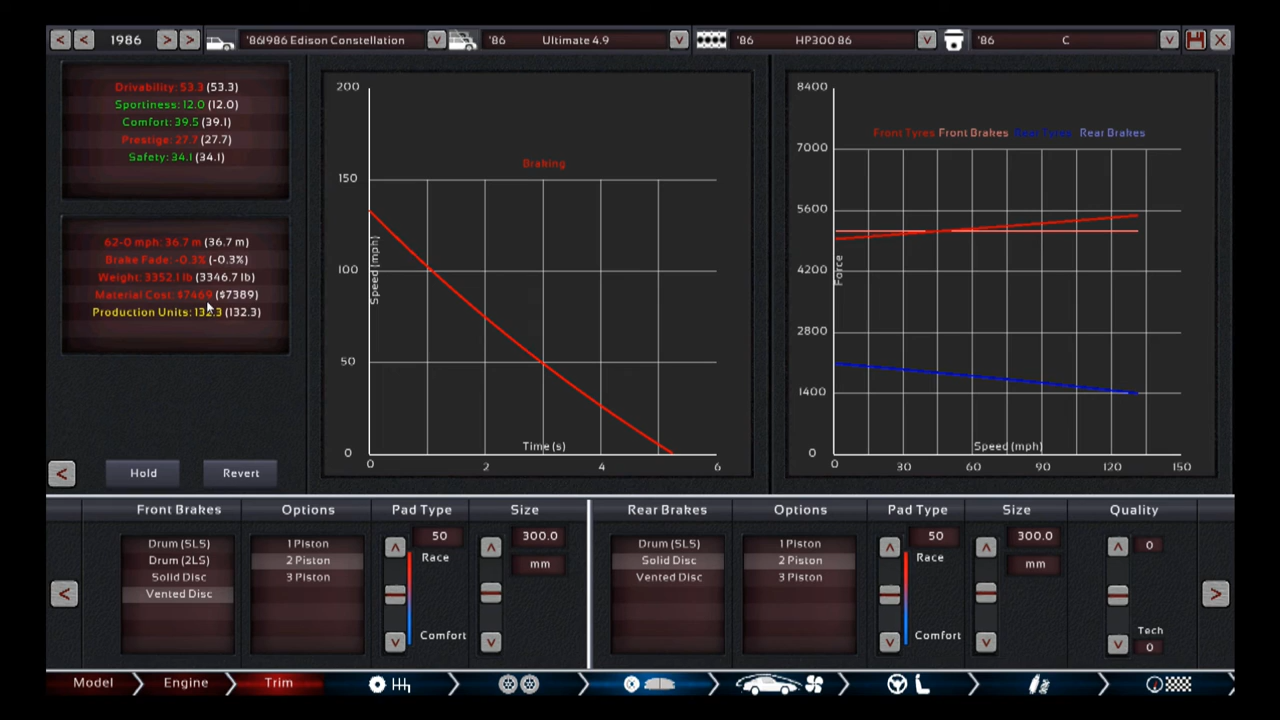 1986
'86 1986 Edison Constellation
'86 Ultimate 4.9
'86 HP300 86
'86 C
Drivability: 53.3 (53.3)
Sportiness: 12.0 (12.0)
Comfort: 39.5 (39.1)
Prestige: 27.7 (27.7)
Safety: 34.1 (34.1)
62-0 mph: 36.7 m (36.7 m)
Brake Fade: -0.3% (-0.3%)
Weight: 3352.1 lb (3346.7 lb)
Material Cost: $7469 ($7389)
Production Units: 132.3 (132.3)
Hold
Revert
200
150
100
50
0
Speed (mph)
Braking
Time (s)
0 2 4 6
8400
7000
5600
4200
2800
1400
0
Force
Front Tyres Front Brakes Rear Tyres Rear Brakes
Speed (mph)
0 30 60 90 120 150
Front Brakes
Drum (5LS)
Drum (2LS)
Solid Disc
Vented Disc
Options
1 Piston
2 Piston
3 Piston
Pad Type
50
Race
Comfort
Size
300.0
mm
Rear Brakes
Drum (5LS)
Solid Disc
Vented Disc
Options
1 Piston
2 Piston
3 Piston
Pad Type
50
Race
Comfort
Size
300.0
mm
Quality
0
Tech
0
Model
Engine
Trim